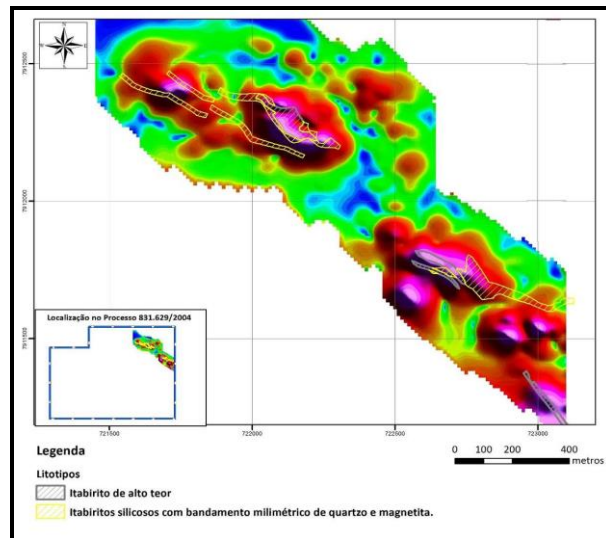 7912500
7912000
7911500
Localização no Processo 831.629/2004
721500
722000
722500
723000
Legenda
Litotipos
Itabirito de alto teor
Itabiritos silicosos com bandamento milimétrico de quartzo e magnetita.
0 100 200 400
metros